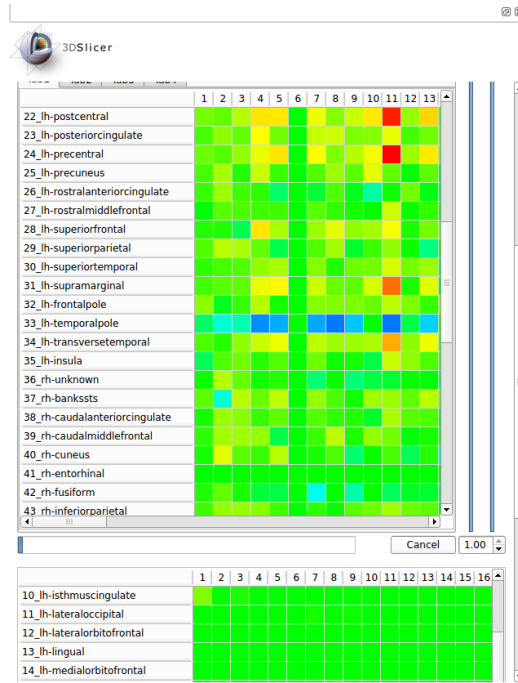 3DSlicer
1 2 3 4 5 6 7 8 9 10 11 12 13
22_lh-postcentral
23_lh-posteriorcingulate
24_lh-precentral
25_lh-precuneus
26_lh-rostralanteriorcingulate
27_lh-rostralmiddlefrontal
28_lh-superiorfrontal
29_lh-superiorparietal
30_lh-superiortemporal
31_lh-supramarginal
32_lh-frontalpole
33_lh-temporalpole
34_lh-transversetemporal
35_lh-insula
36_rh-unknown
37_rh-bankssts
38_rh-caudalanteriorcingulate
39_rh-caudalmiddlefrontal
40_rh-cuneus
41_rh-entorhinal
42_rh-fusiform
43_rh-inferiorparietal
Cancel 1.00
1 2 3 4 5 6 7 8 9 10 11 12 13 14 15 16
10_lh-isthmuscingulate
11_lh-lateraloccipital
12_lh-lateralorbitofrontal
13_lh-lingual
14_lh-medialorbitofrontal